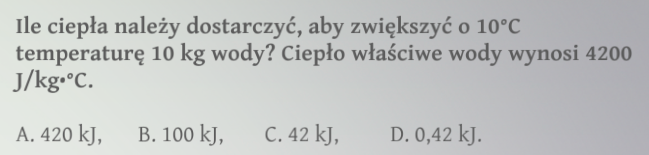 Ile ciepła należy dostarczyć, aby zwiększyć o 10°C
temperaturę 10 kg wody? Ciepło właściwe wody wynosi 4200
J/kg•°C.
A. 420 kJ, B. 100 kJ, C. 42 kJ, D. 0,42 kJ.